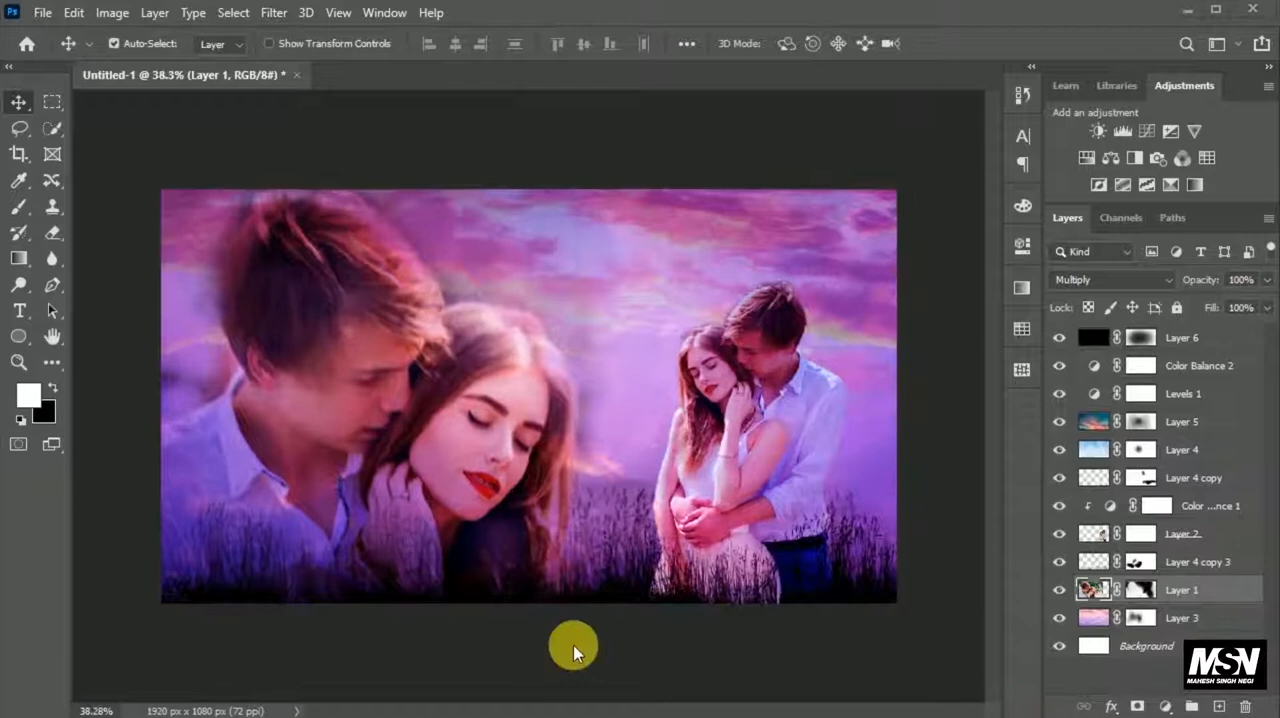 Ps File Edit Image Layer Type Select Filter 3D View Window Help
Auto-Select: Layer Show Transform Controls 3D Mode:
Untitled-1 @ 38.3% (Layer 1, RGB/8#) *
Learn Libraries Adjustments
Add an adjustment
Layers Channels Paths
Kind
Multiply Opacity: 100%
Lock: Fill: 100%
Layer 6
Color Balance 2
Levels 1
Layer 5
Layer 4
Layer 4 copy
Color ...nce 1
Layer 2
Layer 4 copy 3
Layer 1
Layer 3
Background
MSN
MAHESH SINGH NEGI
38.28% 1920 px x 1080 px (72 ppi)